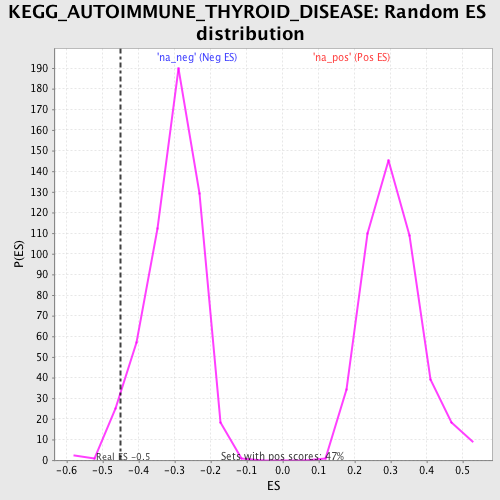 KEGG_AUTOIMMUNE_THYROID_DISEASE: Random ES
distribution
'na_neg' (Neg ES) 'na_pos' (Pos ES)
190
180
170
160
150
140
130
120
110
100
90
80
70
60
50
40
30
20
10
0
P(ES)
Real ES -0.5 Sets with pos scores: 47%
-0.6 -0.5 -0.4 -0.3 -0.2 -0.1 0.0 0.1 0.2 0.3 0.4 0.5
ES